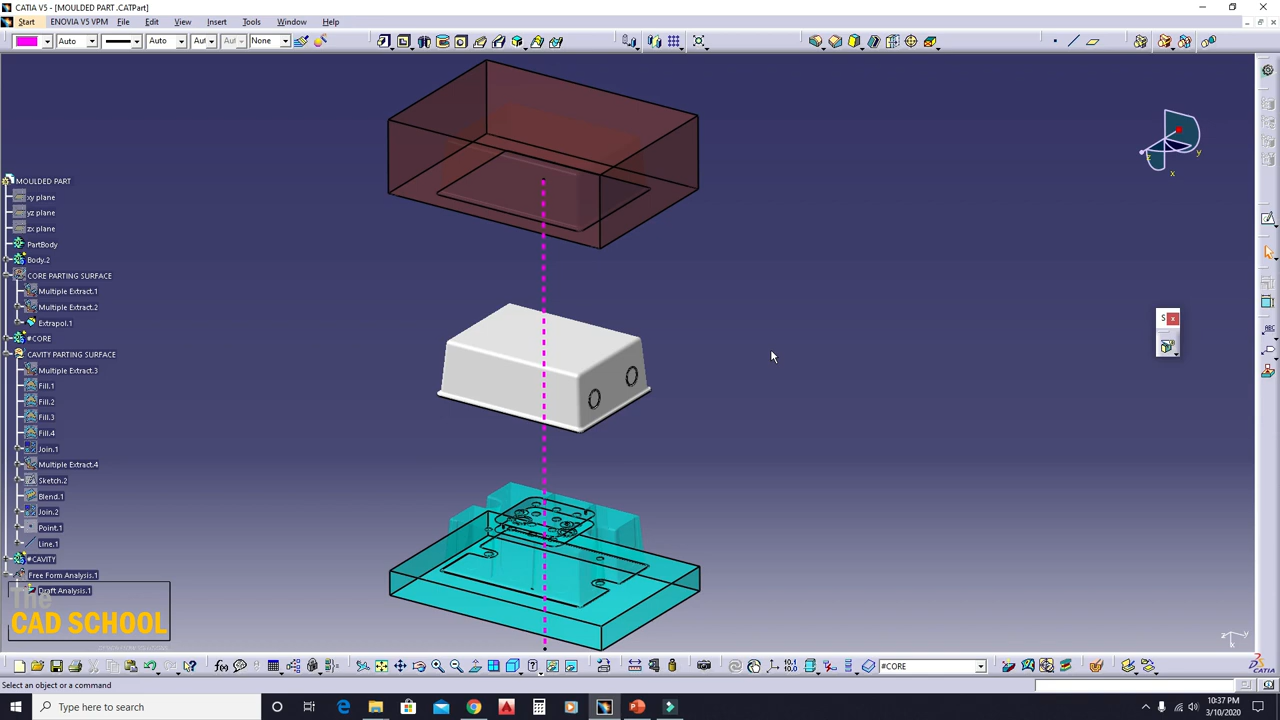 CATIA V5 - [MOULDED PART .CATPart]
Start ENOVIA V5 VPM File Edit View Insert Tools Window Help
Auto Auto Aut Aut None
MOULDED PART
xy plane
yz plane
zx plane
PartBody
Body.2
CORE PARTING SURFACE
Multiple Extract.1
Multiple Extract.2
Extrapol.1
#CORE
CAVITY PARTING SURFACE
Multiple Extract.3
Fill.1
Fill.2
Fill.3
Fill.4
Join.1
Multiple Extract.4
Sketch.2
Blend.1
Join.2
Point.1
Line.1
#CAVITY
Free Form Analysis.1
Draft Analysis.1
The
CAD SCHOOL
S x
z y
y
x
#CORE
CATIA
Select an object or a command
Type here to search
10:37 PM
3/10/2020